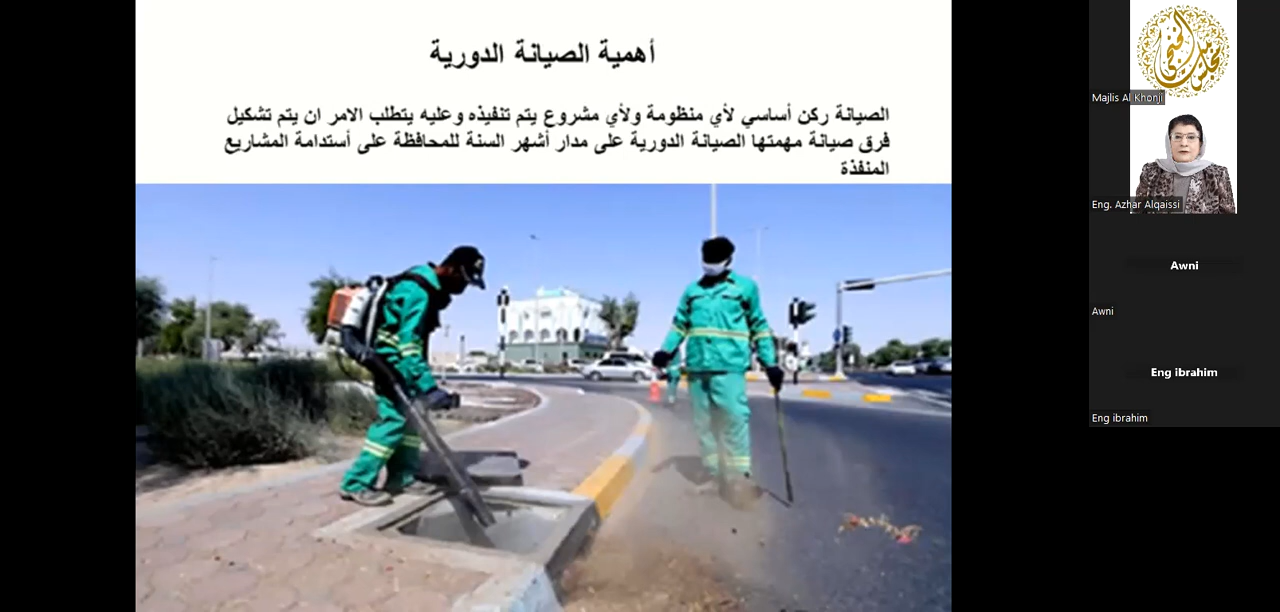 أهمية الصيانة الدورية
الصيانة ركن أساسي لأي منظومة ولأي مشروع يتم تنفيذه وعليه يتطلب الامر ان يتم تشكيل
فرق صيانة مهمتها الصيانة الدورية على مدار أشهر السنة للمحافظة على أستدامة المشاريع
المنفذة
Majlis Al Khonji
Eng. Azhar Alqaissi
Awni
Awni
Eng ibrahim
Eng ibrahim